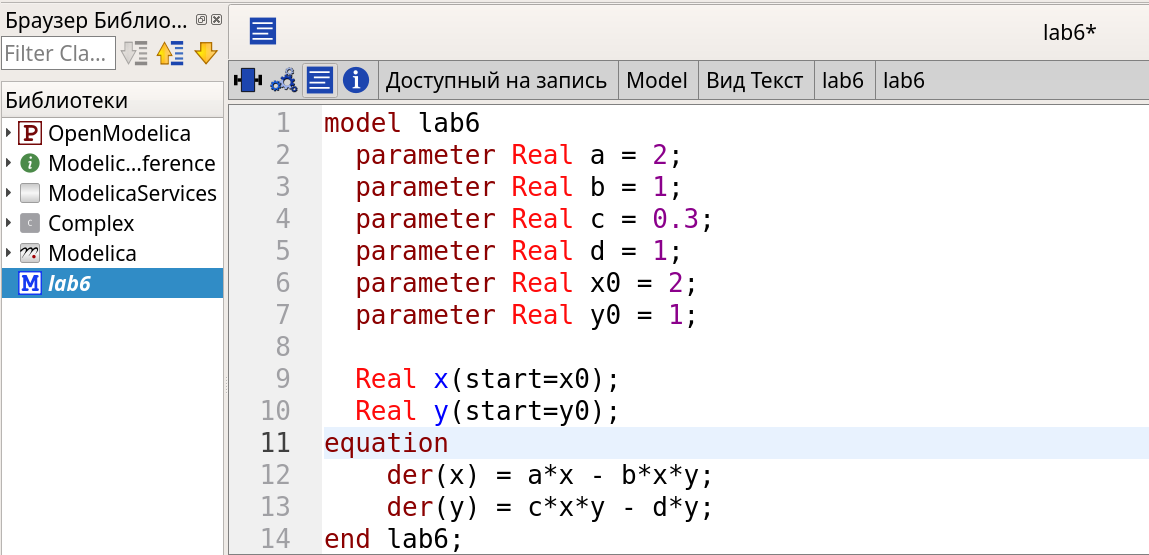 Браузер Библио...
lab6*
Filter Cla...
Доступный на запись Model Вид Текст lab6 lab6
Библиотеки
OpenModelica
Modelic...ference
ModelicaServices
Complex
Modelica
lab6
1 model lab6
2   parameter Real a = 2;
3   parameter Real b = 1;
4   parameter Real c = 0.3;
5   parameter Real d = 1;
6   parameter Real x0 = 2;
7   parameter Real y0 = 1;
8
9   Real x(start=x0);
10   Real y(start=y0);
11 equation
12     der(x) = a*x - b*x*y;
13     der(y) = c*x*y - d*y;
14 end lab6;